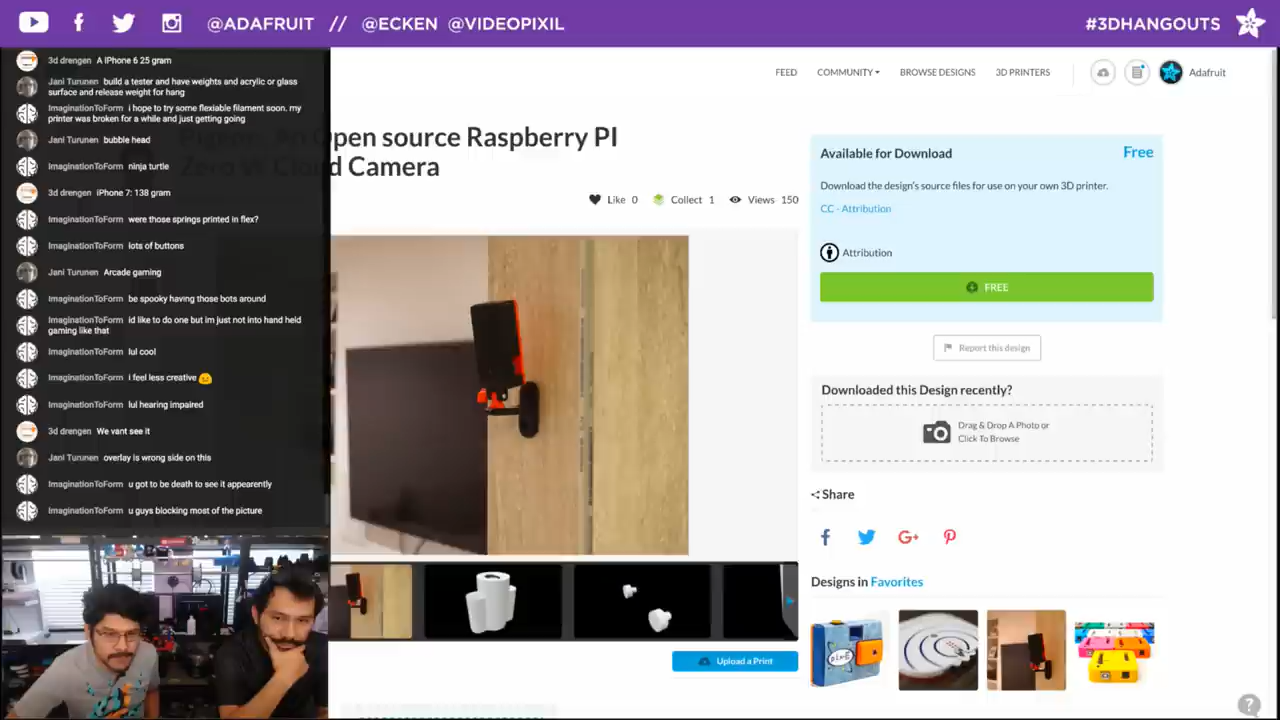 @ADAFRUIT // @ECKEN @VIDEOPIXIL
#3DHANGOUTS
3d drengen A iPhone 6 25 gram
Jani Turunen build a tester and have weights and acrylic or glass
surface and release weight for hang
ImaginationToForm i hope to try some flexiable filament soon. my
printer was broken for a while and just getting going
Jani Turunen bubble head
ImaginationToForm ninja turtle
3d drengen iPhone 7: 138 gram
ImaginationToForm were those springs printed in flex?
ImaginationToForm lots of buttons
Jani Turunen Arcade gaming
ImaginationToForm be spooky having those bots around
ImaginationToForm id like to do one but im just not into hand held
gaming like that
ImaginationToForm lul cool
ImaginationToForm i feel less creative
ImaginationToForm lul hearing impaired
3d drengen We vant see it
Jani Turunen overlay is wrong side on this
ImaginationToForm u got to be death to see it appearently
ImaginationToForm u guys blocking most of the picture
FEED
COMMUNITY
BROWSE DESIGNS
3D PRINTERS
Adafruit
Open source Raspberry PI
Zero W Cloud Camera
Like 0
Collect 1
Views 150
Upload a Print
Available for Download
Free
Download the design's source files for use on your own 3D printer.
CC - Attribution
Attribution
FREE
Report this design
Downloaded this Design recently?
Drag & Drop A Photo or
Click To Browse
Share
Designs in Favorites
?